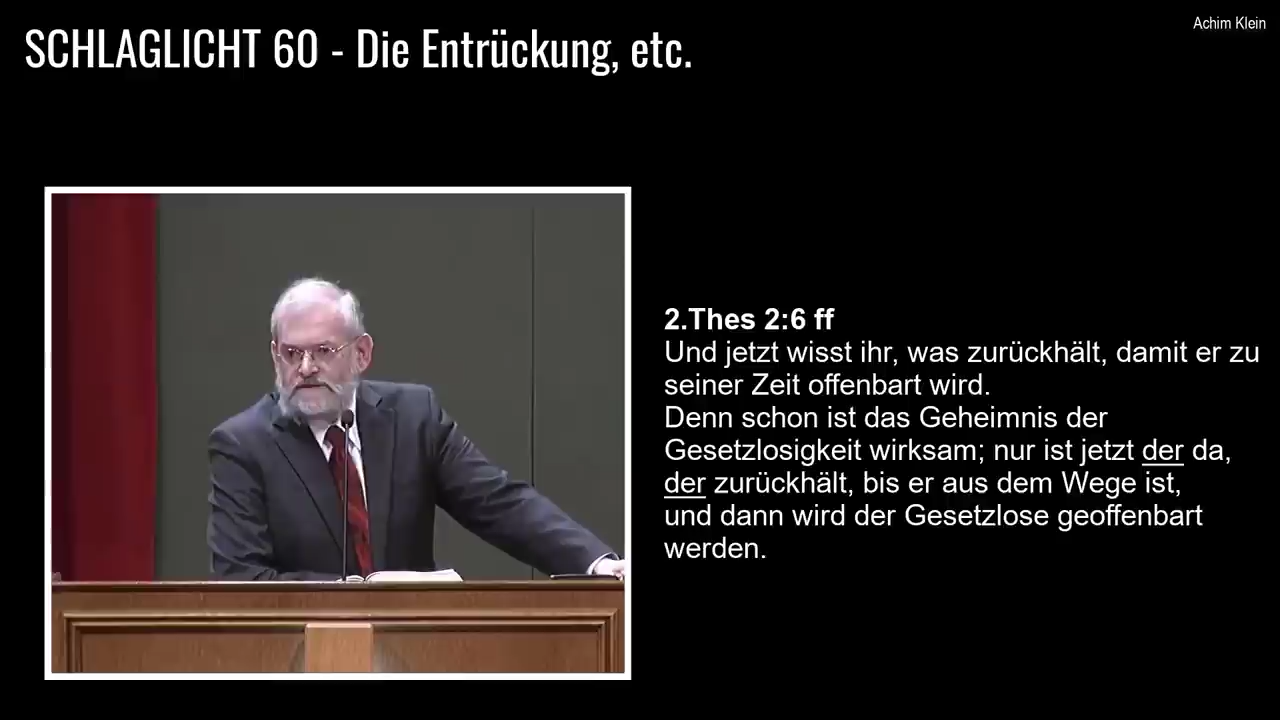 SCHLAGLICHT 60 - Die Entrückung, etc.
Achim Klein
2.Thes 2:6 ff
Und jetzt wisst ihr, was zurückhält, damit er zu
seiner Zeit offenbart wird.
Denn schon ist das Geheimnis der
Gesetzlosigkeit wirksam; nur ist jetzt der da,
der zurückhält, bis er aus dem Wege ist,
und dann wird der Gesetzlose geoffenbart
werden.